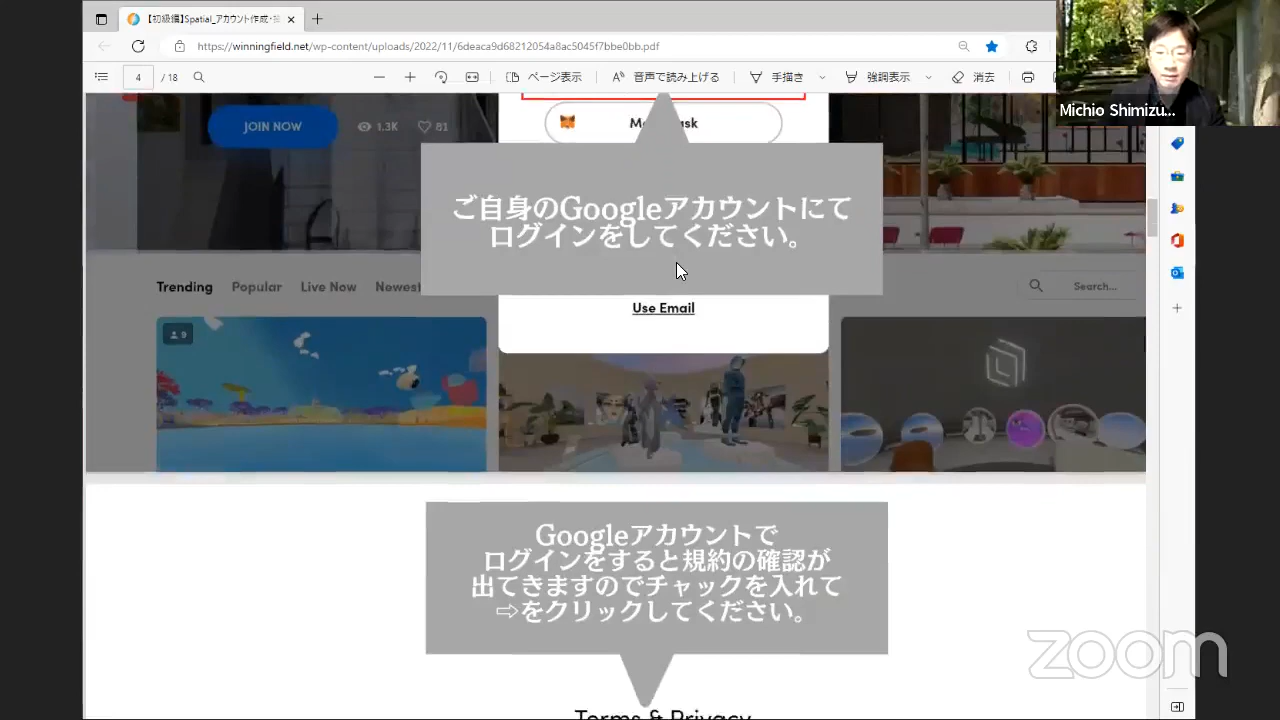 【初級編】Spatial_アカウント作成・
https://winningfield.net/wp-content/uploads/2022/11/6deaca9d68212054a8ac5045f7bbe0bb.pdf
4 / 18
ページ表示
音声で読み上げる
手描き
強調表示
消去
Michio Shimizu...
JOIN NOW
1.3K
81
ご自身のGoogleアカウントにて
ログインをしてください。
Trending
Popular
Live Now
Newest
Search...
Use Email
9
Googleアカウントで
ログインをすると規約の確認が
出てきますのでチャックを入れて
⇨をクリックしてください。
Terms & Privacy
zoom